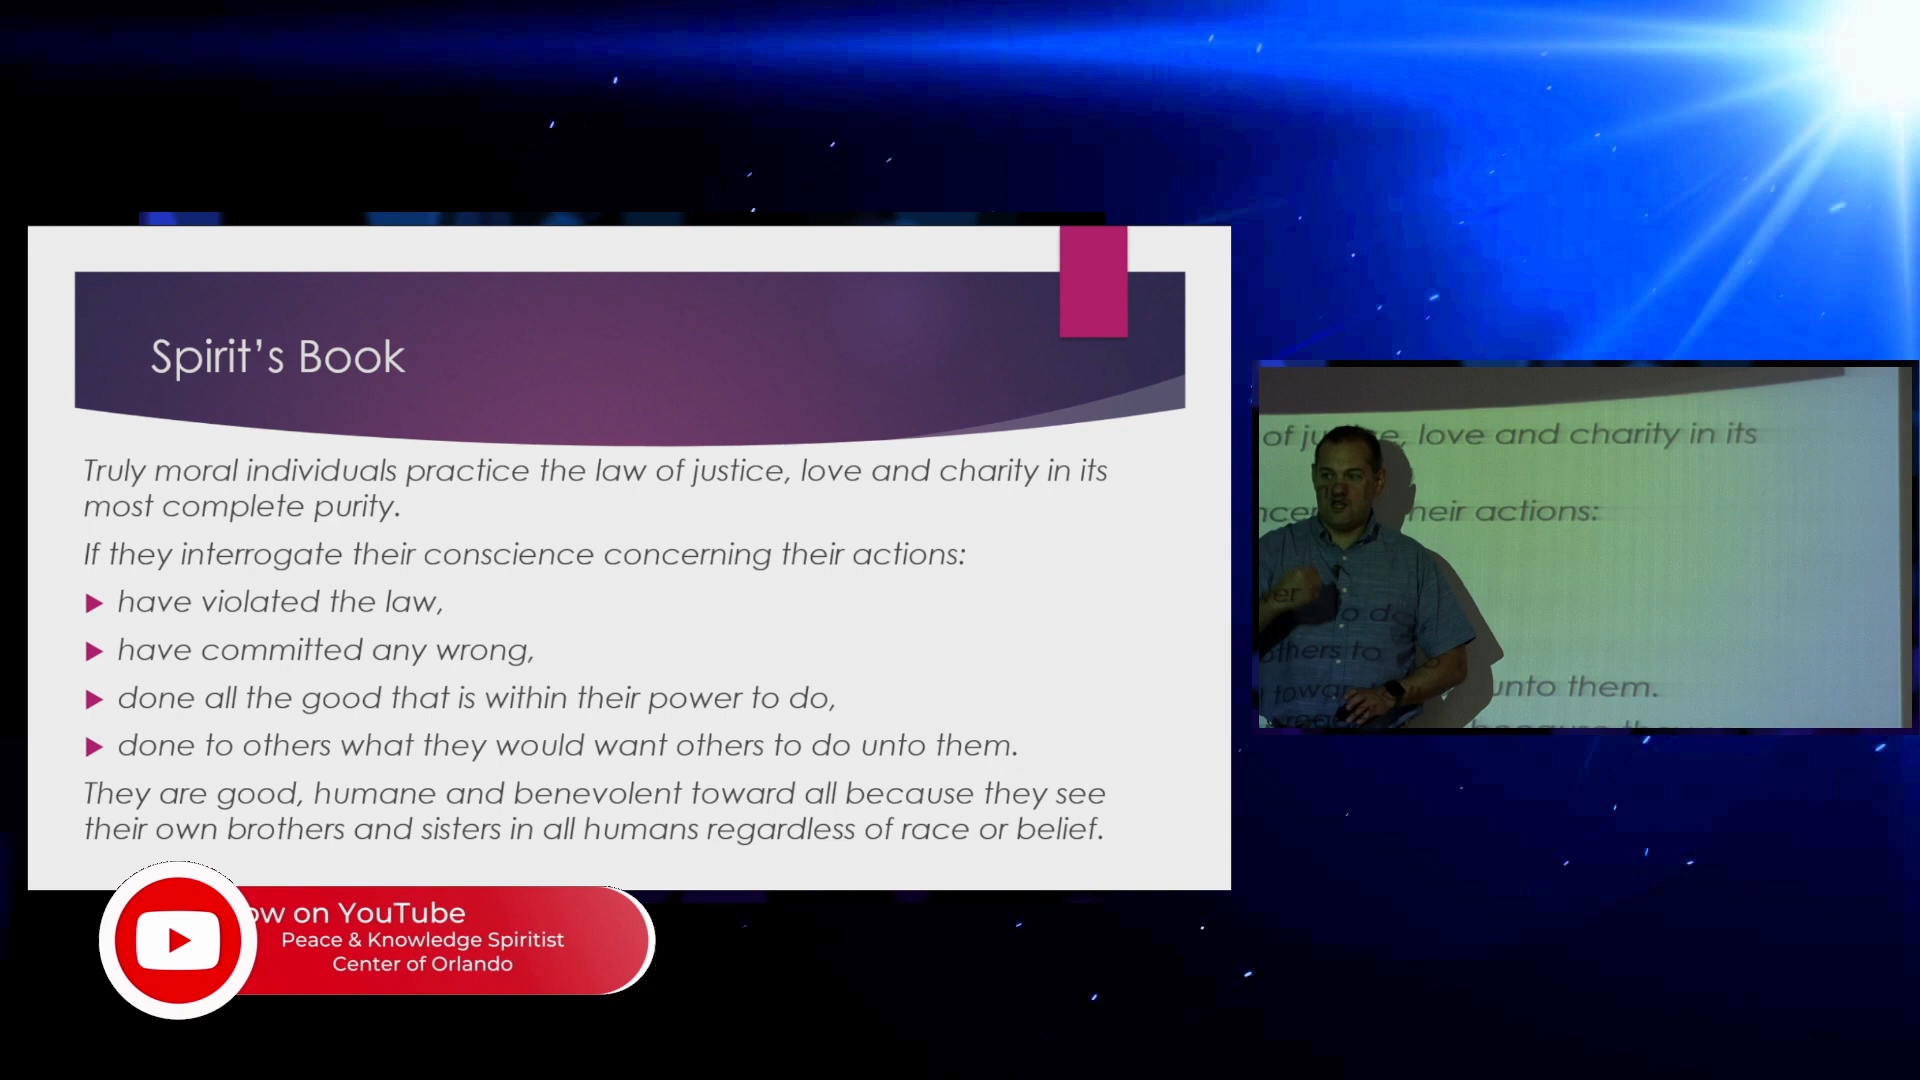 Spirit's Book
Truly moral individuals practice the law of justice, love and charity in its
most complete purity.
If they interrogate their conscience concerning their actions:
have violated the law,
have committed any wrong,
done all the good that is within their power to do,
done to others what they would want others to do unto them.
They are good, humane and benevolent toward all because they see
their own brothers and sisters in all humans regardless of race or belief.
of love and charity in its
their actions:
others to
unto them.
on YouTube
Peace & Knowledge Spiritist
Center of Orlando